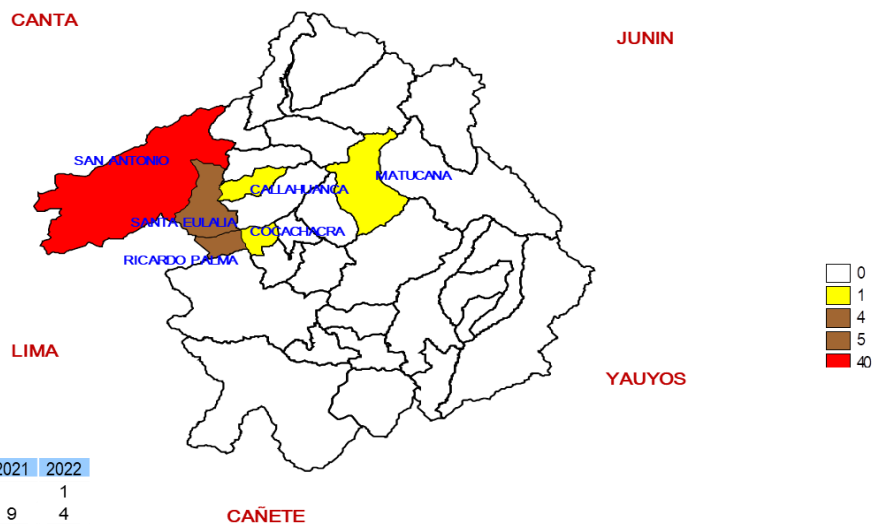 CANTA
JUNIN
SAN ANTONIO
CALLAHUANCA
MATUCANA
SANTA EULALIA
COCACHACRA
RICARDO PALMA
0
1
4
5
40
LIMA
YAUYOS
2021 2022
1
9 4
CAÑETE